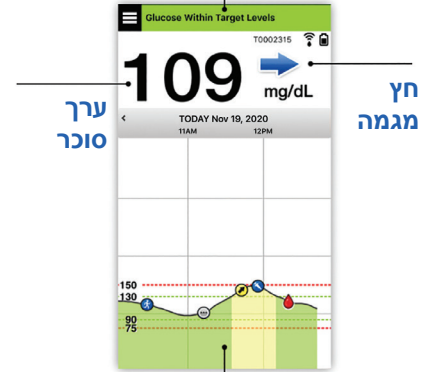 Glucose Within Target Levels
T0002315
109
mg/dL
ערך
סוכר
חץ
מגמה
TODAY Nov 19, 2020
11AM 12PM
150
130
90
75